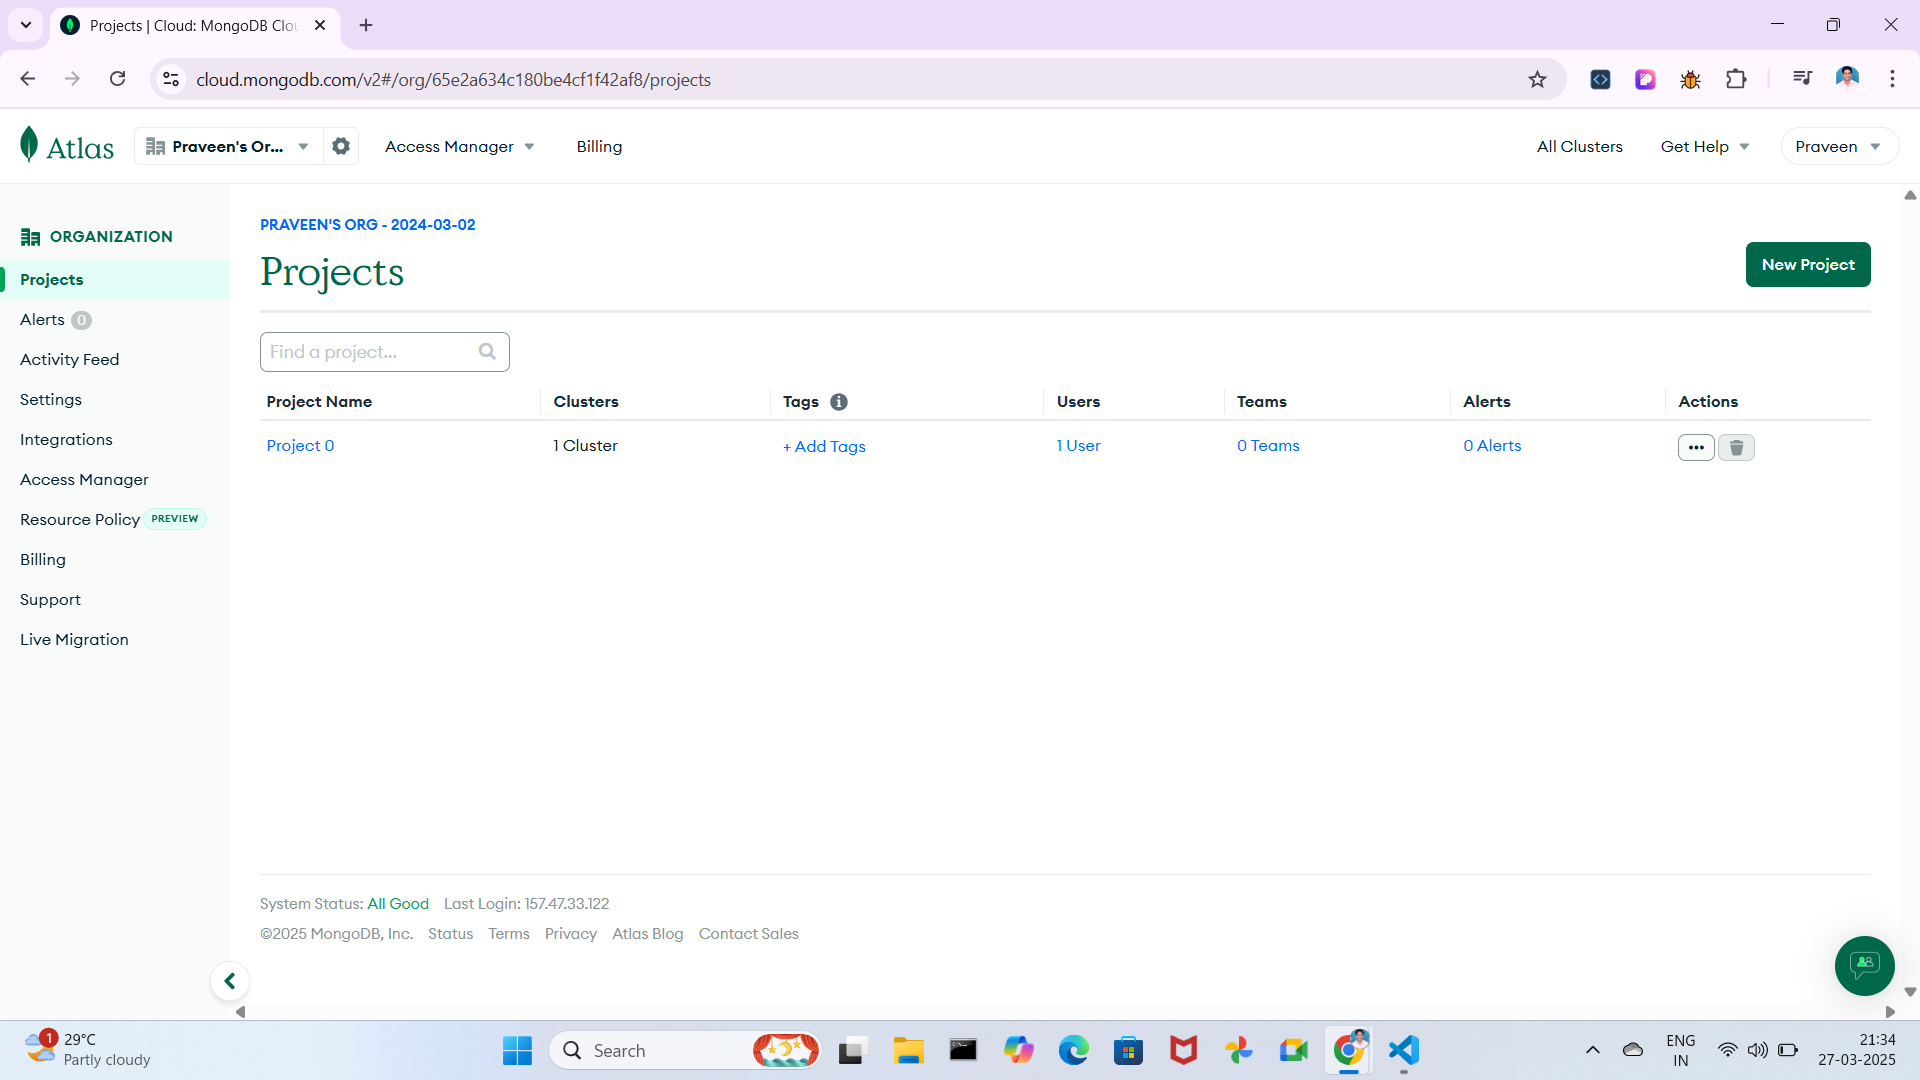 Projects | Cloud: MongoDB Clou
cloud.mongodb.com/v2#/org/65e2a634c180be4cf1f42af8/projects
Atlas
Praveen's Or...
Access Manager
Billing
All Clusters
Get Help
Praveen
ORGANIZATION
Projects
Alerts 0
Activity Feed
Settings
Integrations
Access Manager
Resource Policy PREVIEW
Billing
Support
Live Migration
PRAVEEN'S ORG - 2024-03-02
Projects
New Project
Find a project...
Project Name Clusters Tags Users Teams Alerts Actions
Project 0 1 Cluster + Add Tags 1 User 0 Teams 0 Alerts
System Status: All Good Last Login: 157.47.33.122
©2025 MongoDB, Inc. Status Terms Privacy Atlas Blog Contact Sales
1
29°C
Partly cloudy
Search
ENG
IN
21:34
27-03-2025